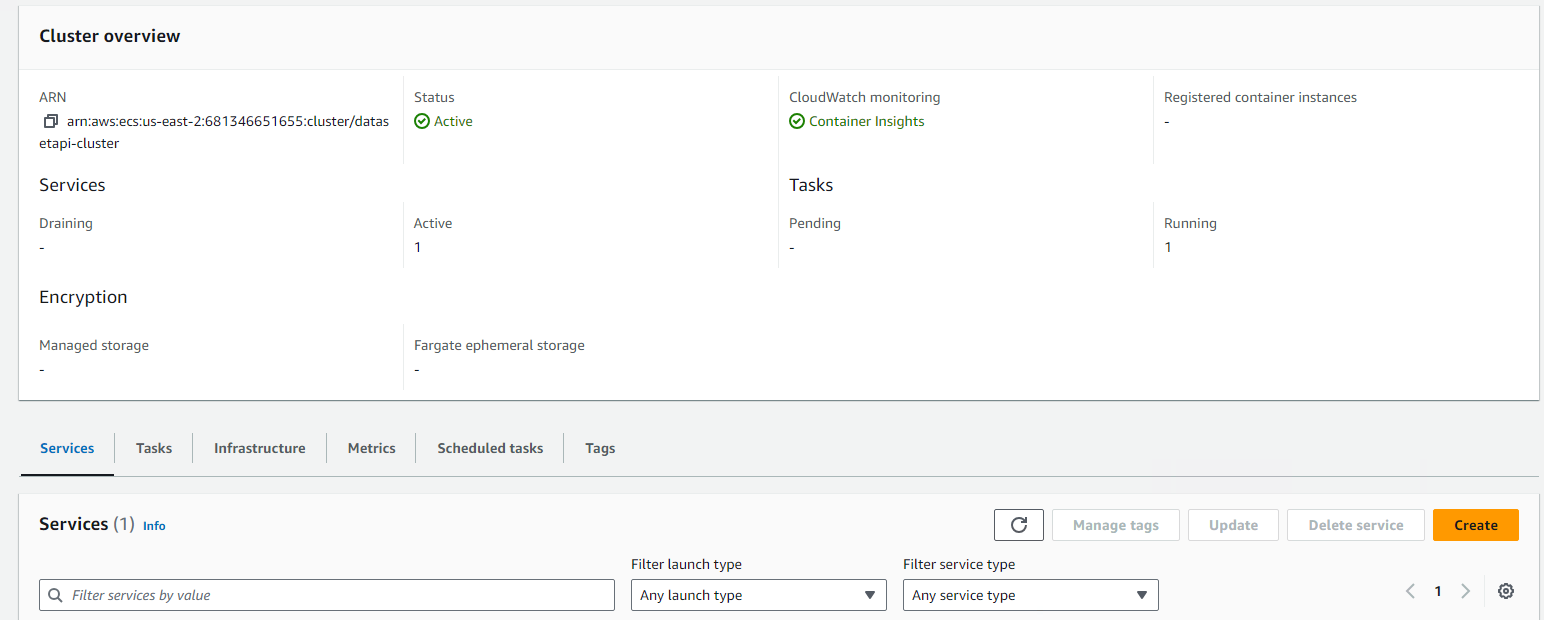 Cluster overview
ARN
arn:aws:ecs:us-east-2:681346651655:cluster/datas
etapi-cluster
Status
Active
CloudWatch monitoring
Container Insights
Registered container instances
-
Services
Tasks
Draining
-
Active
1
Pending
-
Running
1
Encryption
Managed storage
-
Fargate ephemeral storage
-
Services
Tasks
Infrastructure
Metrics
Scheduled tasks
Tags
Services (1) Info
Manage tags
Update
Delete service
Create
Filter launch type
Filter service type
Filter services by value
Any launch type
Any service type
1